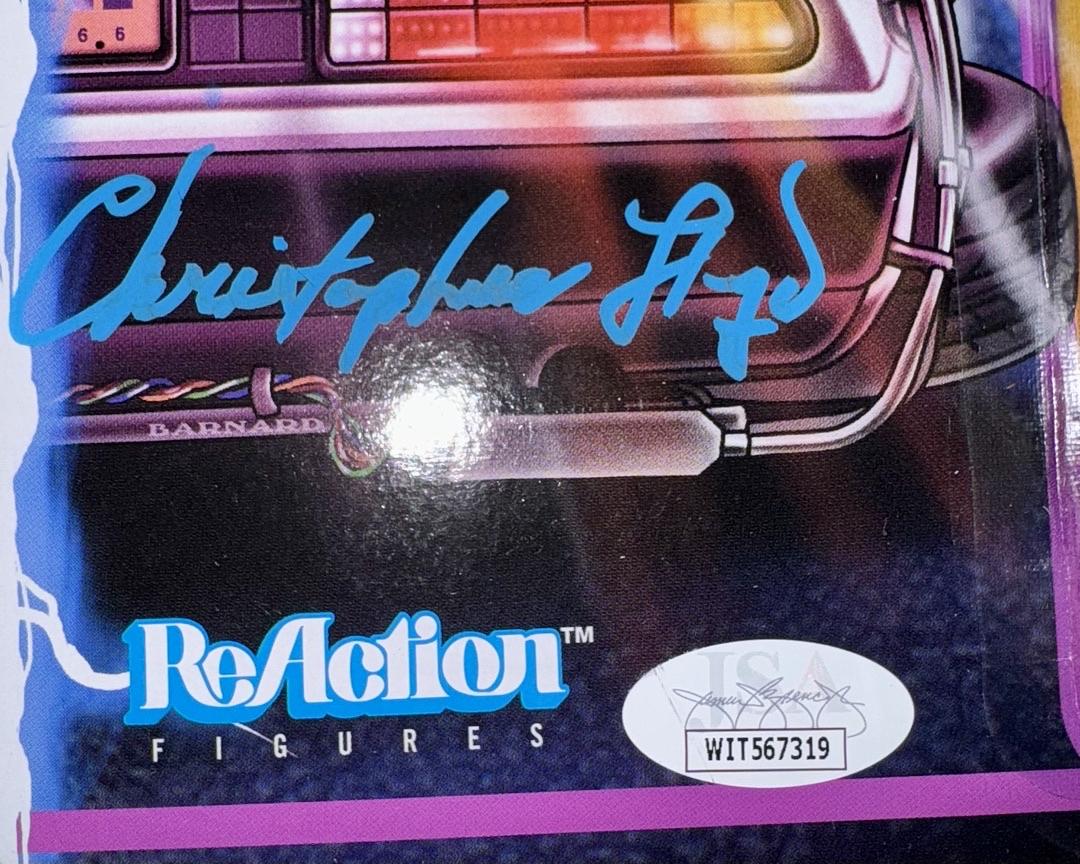 6 . 6
Christopher Lloyd
BARNARD
ReAction™
FIGURES
JSA
WIT567319